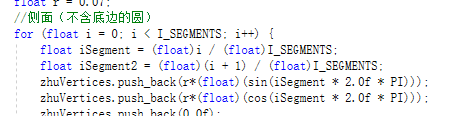 float r = 0.07;
//侧面（不含底边的圆）
for (float i = 0; i < I_SEGMENTS; i++) {
float iSegment = (float)i / (float)I_SEGMENTS;
float iSegment2 = (float)(i + 1) / (float)I_SEGMENTS;
zhuVertices.push_back(r*(float)(sin(iSegment * 2.0f * PI)));
zhuVertices.push_back(r*(float)(cos(iSegment * 2.0f * PI)));
zhuVertices.push_back(0.0f);